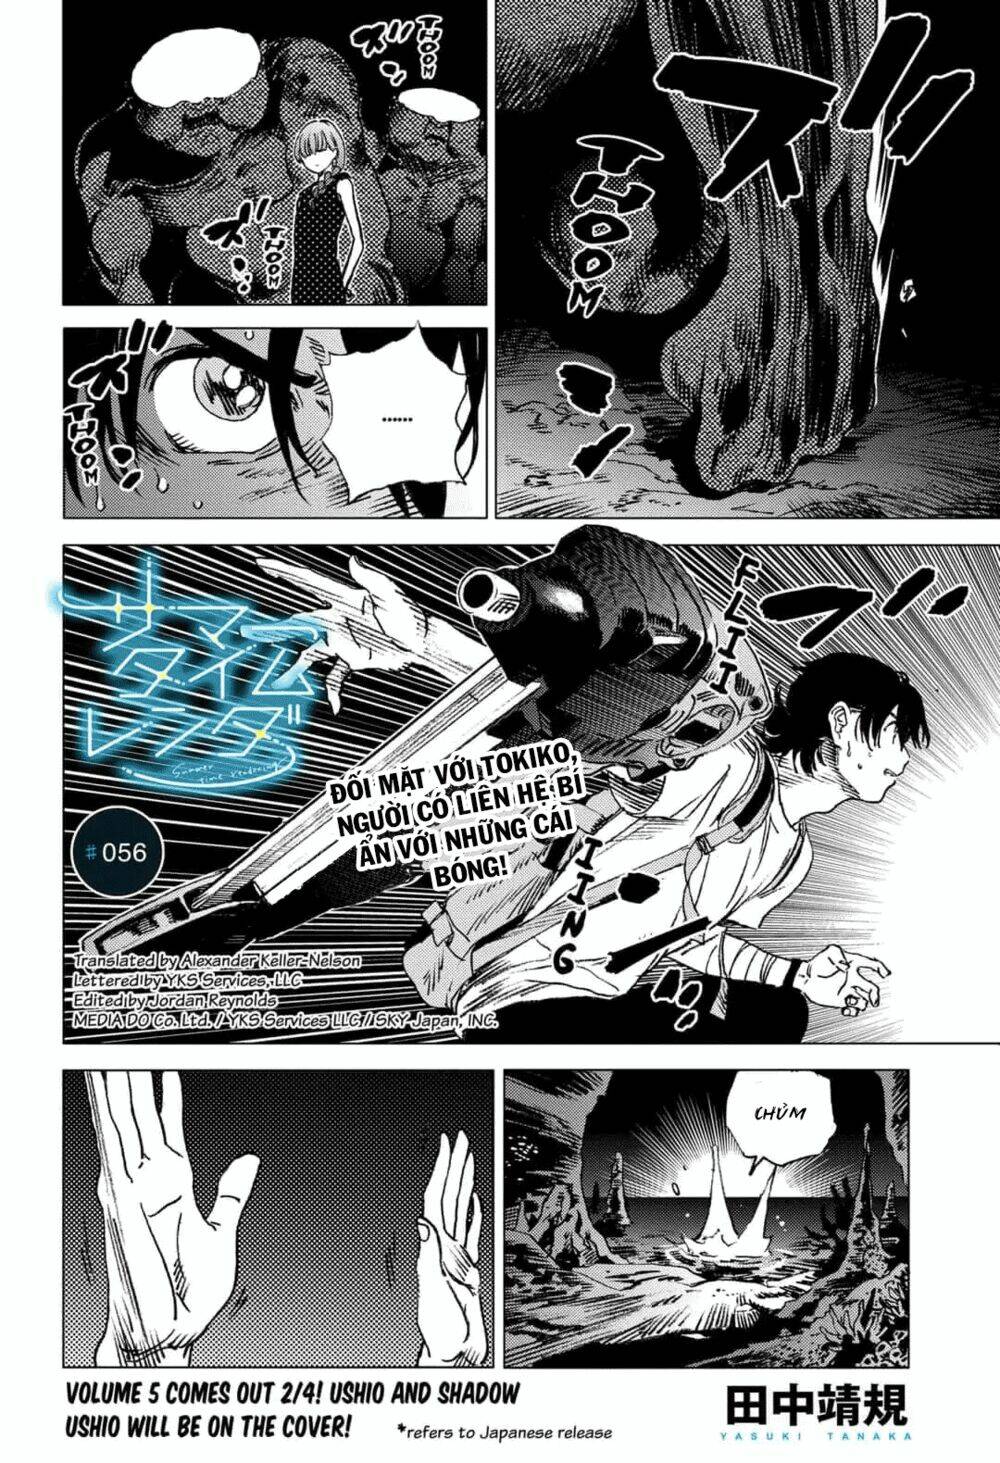 ズズ
THOOM
ズ
THOOM
ズ
THOOM
ズズ
THOOM
......
サマー
タイム
レンダ
Summer
time rendering
#056
FLIIIIING
ĐỐI MẶT VỚI TOKIKO,
NGƯỜI CÓ LIÊN HỆ BÍ
ẨN VỚI NHỮNG CÁI
BÓNG!
Translated by Alexander Keller-Nelson
Lettered by YKS Services, LLC
Edited by Jordan Reynolds
MEDIA DO Co. Ltd. / YKS Services LLC / SKY Japan, INC.
CHỦM
VOLUME 5 COMES OUT 2/4! USHIO AND SHADOW
USHIO WILL BE ON THE COVER!
*refers to Japanese release
田中靖規
YASUKI TANAKA